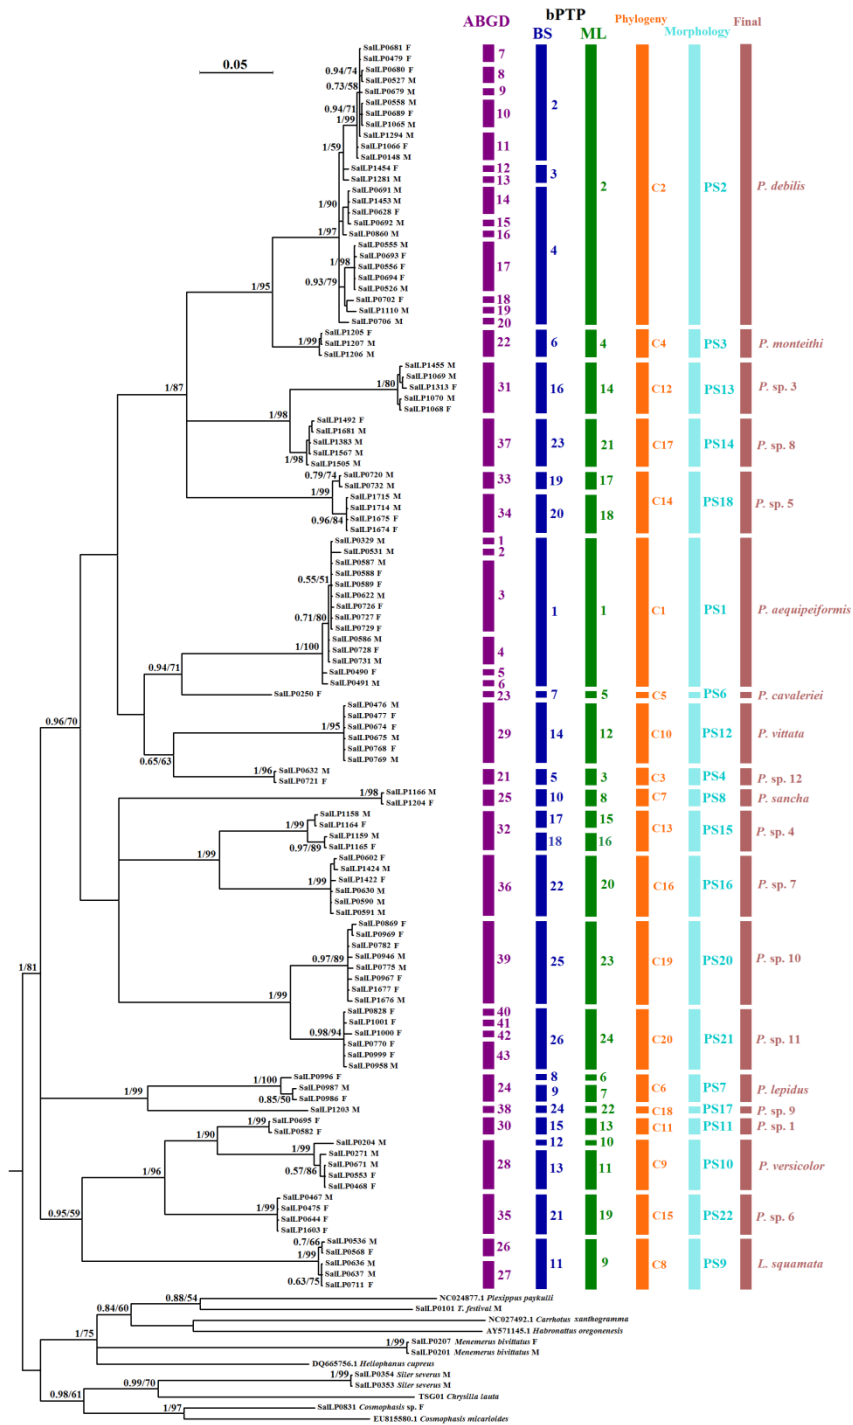 bPTP
ABGD BS ML Phylogeny Morphology Final
0.05
SalLP0681 F
SalLP0479 F
0.94/74 SalLP0680 F
SalLP0527 M
0.73/58 SalLP0679 M
SalLP0558 M
0.94/71 SalLP0689 F
SalLP1065 M
1/99 SalLP1294 M
SalLP1066 F
1/59 SalLP0148 M
SalLP1454 F
SalLP1281 M
SalLP0691 M
SalLP1453 M
1/90 SalLP0628 F
SalLP0692 M
1/97 SalLP0860 M
SalLP0555 M
SalLP0693 F
1/98 SalLP0556 F
SalLP0694 F
0.93/79 SalLP0526 M
SalLP0702 F
1/95 SalLP1110 M
SalLP0706 M
7
8
9
10
11
12
13
14
15
16
17
18
19
20
2
3
4
2 C2 PS2 P. debilis
SalLP1205 F
1/99 SalLP1207 M
SalLP1206 M
22 6 4 C4 PS3 P. monteithi
1/87
SalLP1455 M
SalLP1069 M
1/80 SalLP1313 F
SalLP1070 M
SalLP1068 F
31 16 14 C12 PS13 P. sp. 3
1/98
SalLP1492 F
SalLP1681 M
SalLP1383 M
SalLP1567 M
1/98 SalLP1505 M
37 23 21 C17 PS14 P. sp. 8
0.79/74 SalLP0720 M
SalLP0732 M
1/99 SalLP1715 M
SalLP1714 M
0.96/84 SalLP1675 F
SalLP1674 F
33 19 17
34 20 18
C14 PS18 P. sp. 5
SalLP0329 M
SalLP0531 M
SalLP0587 M
SalLP0588 F
0.55/51 SalLP0589 F
SalLP0622 M
SalLP0726 F
0.71/80 SalLP0727 F
SalLP0729 F
SalLP0586 M
1/100 SalLP0728 F
SalLP0731 M
SalLP0490 F
SalLP0491 M
1
2
3
4
5
6
1 1 C1 PS1 P. aequipeiformis
0.94/71
SalLP0250 F 23 7 5 C5 PS6 P. cavaleriei
0.96/70
SalLP0476 M
SalLP0477 F
1/95 SalLP0674 F
SalLP0675 M
SalLP0768 F
SalLP0769 M
29 14 12 C10 PS12 P. vittata
0.65/63
1/96 SalLP0632 M
SalLP0721 F
21 5 3 C3 PS4 P. sp. 12
1/98 SalLP1166 M
SalLP1204 F
25 10 8 C7 PS8 P. sancha
SalLP1158 M
1/99 SalLP1164 F
SalLP1159 M
0.97/89 SalLP1165 F
32 17 15
18 16
C13 PS15 P. sp. 4
1/99
SalLP0602 F
SalLP1424 M
1/99 SalLP1422 F
SalLP0630 M
SalLP0590 M
SalLP0591 M
36 22 20 C16 PS16 P. sp. 7
SalLP0869 F
SalLP0969 F
SalLP0782 F
0.97/89 SalLP0946 M
SalLP0775 M
SalLP0967 F
SalLP1677 F
SalLP1676 M
39 25 23 C19 PS20 P. sp. 10
1/81
1/99
SalLP0828 F
SalLP1001 F
0.98/94 SalLP1000 F
SalLP0770 F
SalLP0999 F
SalLP0958 M
40
41
42
43
26 24 C20 PS21 P. sp. 11
1/100 SalLP0996 F
SalLP0987 M
0.85/50 SalLP0986 F
8 6
24 9 7 C6 PS7 P. lepidus
1/99
SalLP1203 M 38 24 22 C18 PS17 P. sp. 9
1/99 SalLP0695 F
SalLP0582 F
30 15 13 C11 PS11 P. sp. 1
1/90
SalLP0204 M
1/99 SalLP0271 M
SalLP0671 M
0.57/86 SalLP0553 F
SalLP0468 F
12 10
28 13 11 C9 PS10 P. versicolor
1/96
SalLP0467 M
1/99 SalLP0475 F
SalLP0644 F
SalLP1603 F
35 21 19 C15 PS22 P. sp. 6
0.95/59
0.7/66 SalLP0536 M
SalLP0568 F
1/99 SalLP0636 M
SalLP0637 M
0.63/75 SalLP0711 F
26
27
11 9 C8 PS9 L. squamata
0.88/54 NC024877.1 Plexippus paykulli
0.84/60 SalLP0101 T. festival M
NC027492.1 Carrhotus xanthogramma
AY571145.1 Habronattus oregonenesis
1/75 1/99 SalLP0207 Menemerus bivittatus F
SalLP0201 Menemerus bivittatus M
DQ665756.1 Heliophanus cupreus
1/99 SalLP0354 Siler severus M
0.99/70 SalLP0353 Siler severus M
0.98/61 TSG01 Chrysilla lauta
1/97 SalLP0831 Cosmophasis sp. F
EU815580.1 Cosmophasis micarioides